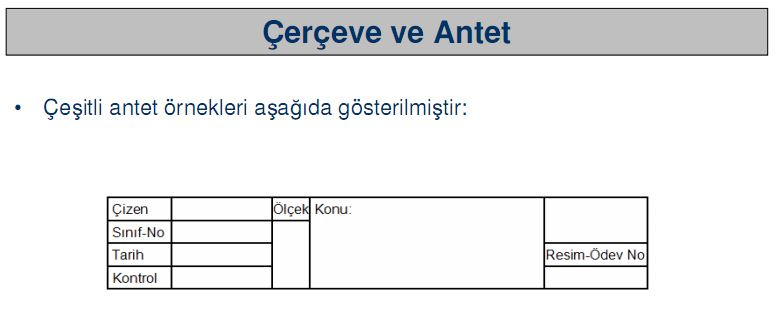 Çerçeve ve Antet
• Çeşitli antet örnekleri aşağıda gösterilmiştir:
Çizen Ölçek Konu:
Sınıf-No
Tarih Resim-Ödev No
Kontrol